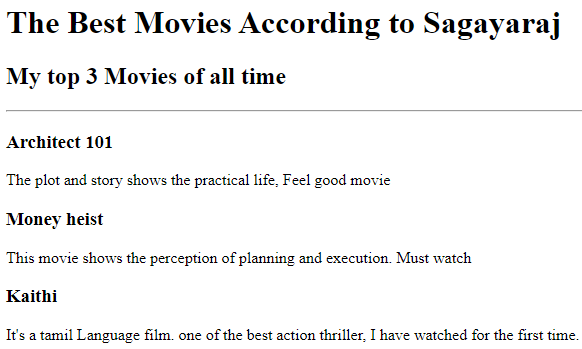 The Best Movies According to Sagayaraj
My top 3 Movies of all time
Architect 101
The plot and story shows the practical life, Feel good movie
Money heist
This movie shows the perception of planning and execution. Must watch
Kaithi
It's a tamil Language film. one of the best action thriller, I have watched for the first time.